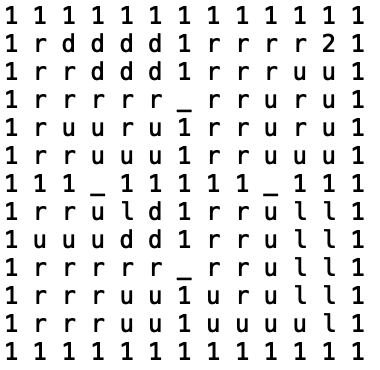 1 1 1 1 1 1 1 1 1 1 1 1 1
1 r d d d d 1 r r r r 2 1
1 r r d d d 1 r r r u u 1
1 r r r r r _ r r u r u 1
1 r u u r u 1 r r u r u 1
1 r r u u u 1 r r u u u 1
1 1 1 _ 1 1 1 1 1 _ 1 1 1
1 r r u l d 1 r r u l l 1
1 u u u d d 1 r r u l l 1
1 r r r r r _ r r u l l 1
1 r r r u u 1 u r u l l 1
1 r r r u u 1 u u u u l 1
1 1 1 1 1 1 1 1 1 1 1 1 1